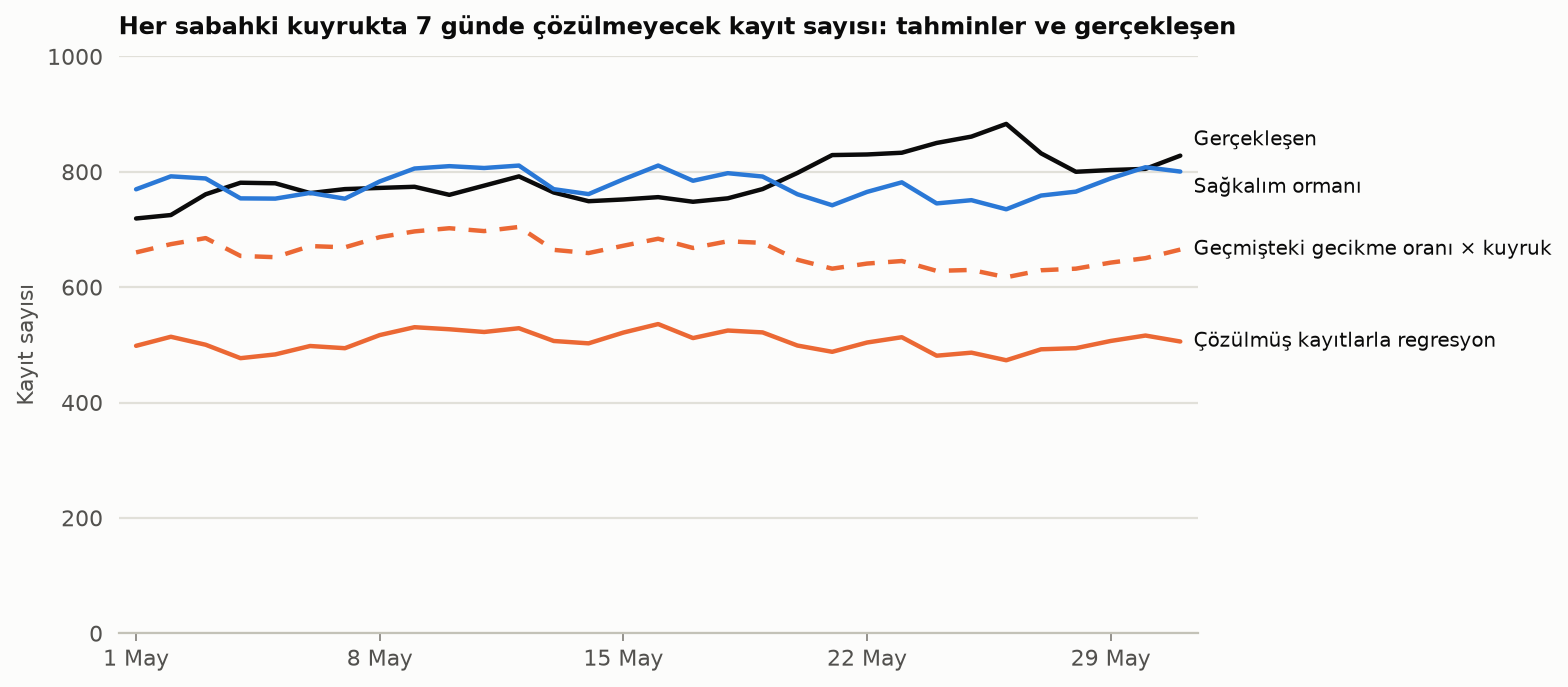 Her sabahki kuyrukta 7 günde çözülmeyecek kayıt sayısı: tahminler ve gerçekleşen
1000
800
600
400
200
0
Kayıt sayısı
Gerçekleşen
Sağkalım ormanı
Geçmişteki gecikme oranı × kuyruk
Çözülmüş kayıtlarla regresyon
1 May
8 May
15 May
22 May
29 May